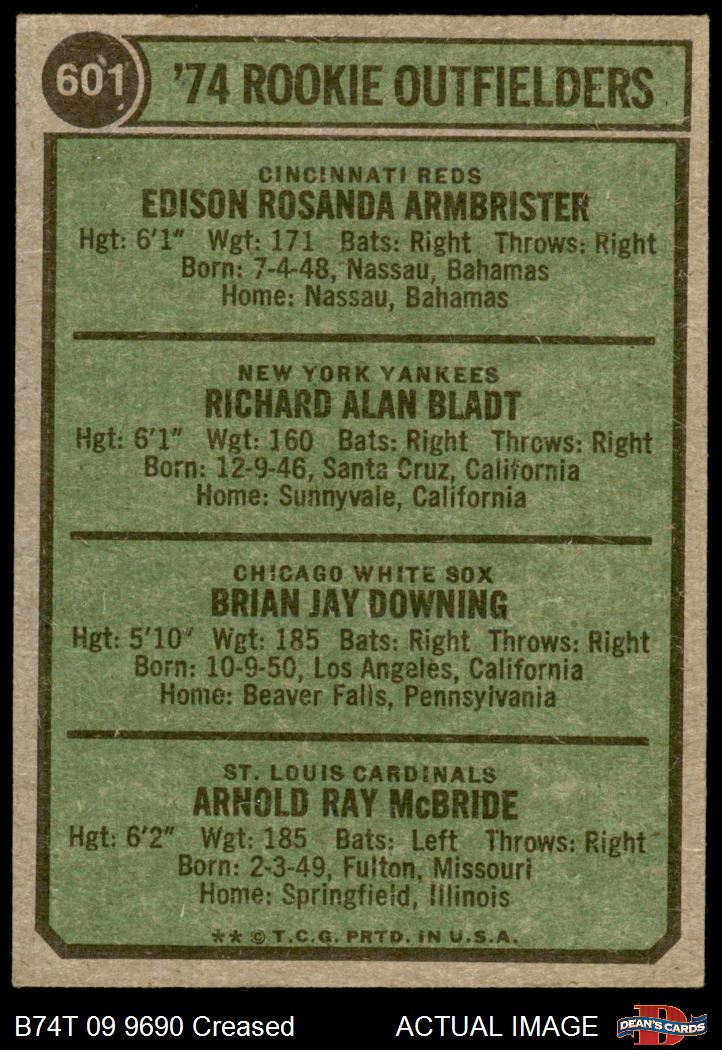 601 '74 ROOKIE OUTFIELDERS
CINCINNATI REDS
EDISON ROSANDA ARMBRISTER
Hgt: 6'1" Wgt: 171 Bats: Right Throws: Right
Born: 7-4-48, Nassau, Bahamas
Home: Nassau, Bahamas
NEW YORK YANKEES
RICHARD ALAN BLADT
Hgt: 6'1" Wgt: 160 Bats: Right Throws: Right
Born: 12-9-46, Santa Cruz, California
Home: Sunnyvale, California
CHICAGO WHITE SOX
BRIAN JAY DOWNING
Hgt: 5'10" Wgt: 185 Bats: Right Throws: Right
Born: 10-9-50, Los Angeles, California
Home: Beaver Falls, Pennsylvania
ST. LOUIS CARDINALS
ARNOLD RAY McBRIDE
Hgt: 6'2" Wgt: 185 Bats: Left Throws: Right
Born: 2-3-49, Fulton, Missouri
Home: Springfield, Illinois
** © T.C.G. PRTD. IN U.S.A.
B74T 09 9690 Creased ACTUAL IMAGE D DEAN'S CARDS